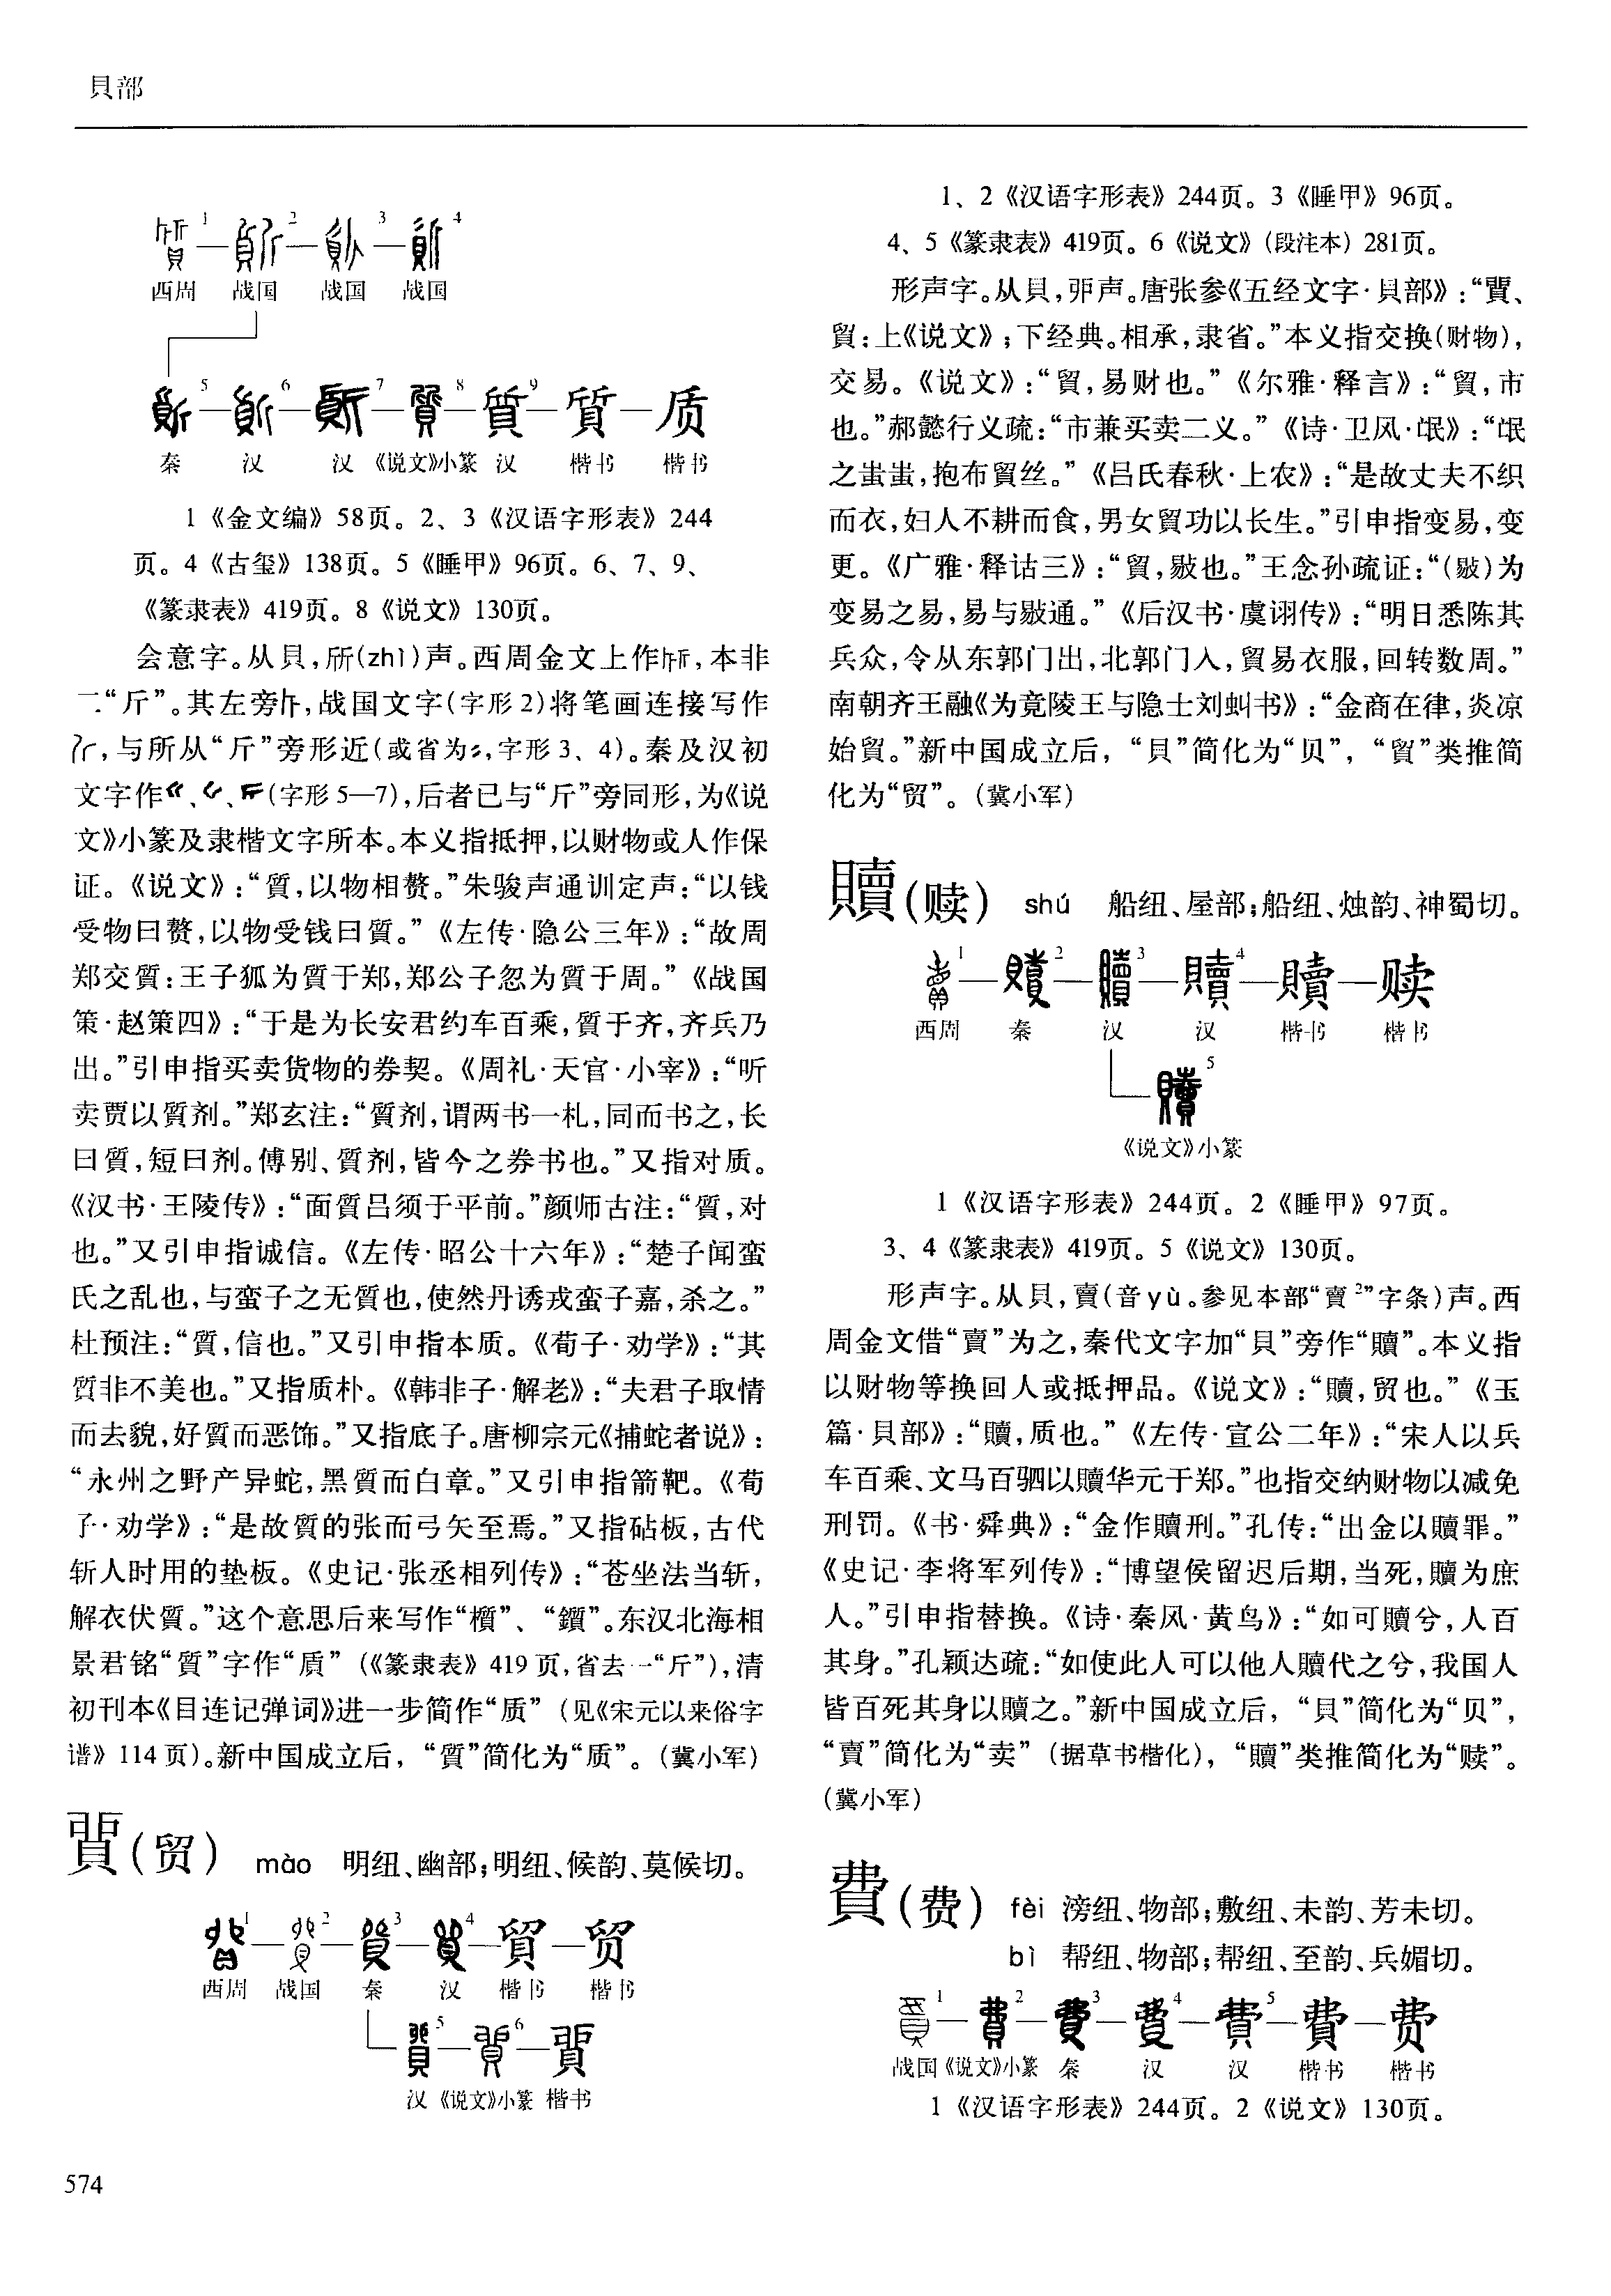 貝部
1 2 3 4
西周 战国 战国 战国
5 6 7 8 9
質 質 质
秦 汉 汉 《说文》小篆 汉 楷书 楷书
1《金文编》58页。2、3《汉语字形表》244
页。4《古玺》138页。5《睡甲》96页。6、7、9、
《篆隶表》419页。8《说文》130页。
会意字。从貝，斦(zhì)声。西周金文上作，本非
二“斤”。其左旁，战国文字(字形2)将笔画连接写作
，与所从“斤”旁形近(或省为，字形3、4)。秦及汉初
文字作、、(字形5—7)，后者已与“斤”旁同形，为《说
文》小篆及隶楷文字所本。本义指抵押，以财物或人作保
证。《说文》：“質，以物相赘。”朱骏声通训定声：“以钱
受物曰赘，以物受钱曰質。”《左传·隐公三年》：“故周
郑交質：王子狐为質于郑，郑公子忽为質于周。”《战国
策·赵策四》：“于是为长安君约车百乘，質于齐，齐兵乃
出。”引申指买卖货物的券契。《周礼·天官·小宰》：“听
卖贾以質剂。”郑玄注：“質剂，谓两书一札，同而书之，长
曰質，短曰剂。傅别、質剂，皆今之券书也。”又指对质。
《汉书·王陵传》：“面質吕须于平前。”颜师古注：“質，对
也。”又引申指诚信。《左传·昭公十六年》：“楚子闻蛮
氏之乱也，与蛮子之无質也，使然丹诱戎蛮子嘉，杀之。”
杜预注：“質，信也。”又引申指本质。《荀子·劝学》：“其
質非不美也。”又指质朴。《韩非子·解老》：“夫君子取情
而去貌，好質而恶饰。”又指底子。唐柳宗元《捕蛇者说》：
“永州之野产异蛇，黑質而白章。”又引申指箭靶。《荀
子·劝学》：“是故質的张而弓矢至焉。”又指砧板，古代
斩人时用的垫板。《史记·张丞相列传》：“苍坐法当斩，
解衣伏質。”这个意思后来写作“櫍”、“鑕”。东汉北海相
景君铭“質”字作“貭”（《篆隶表》419页，省去一“斤”），清
初刊本《目连记弹词》进一步简作“质”（见《宋元以来俗字
谱》114页）。新中国成立后，“質”简化为“质”。（冀小军）
貿(贸) mào 明纽、幽部；明纽、候韵、莫候切。
1 2 3 4 貿 贸
西周 战国 秦 汉 楷书 楷书
5 6
汉 《说文》小篆 楷书
1、2《汉语字形表》244页。3《睡甲》96页。
4、5《篆隶表》419页。6《说文》（段注本）281页。
形声字。从貝，丣声。唐张参《五经文字·貝部》：“、
貿：上《说文》；下经典。相承，隶省。”本义指交换(财物)，
交易。《说文》：“貿，易财也。”《尔雅·释言》：“貿，市
也。”郝懿行义疏：“市兼买卖二义。”《诗·卫风·氓》：“氓
之蚩蚩，抱布貿丝。”《吕氏春秋·上农》：“是故丈夫不织
而衣，妇人不耕而食，男女貿功以长生。”引申指变易，变
更。《广雅·释诂三》：“貿，敡也。”王念孙疏证：“(敡)为
变易之易，易与敡通。”《后汉书·虞诩传》：“明日悉陈其
兵众，令从东郭门出，北郭门入，貿易衣服，回转数周。”
南朝齐王融《为竟陵王与隐士刘虯书》：“金商在律，炎凉
始貿。”新中国成立后，“貝”简化为“贝”，“貿”类推简
化为“贸”。（冀小军）
贖(赎) shú 船纽、屋部；船纽、烛韵、神蜀切。
1 2 3 4 贖 赎
西周 秦 汉 汉 楷书 楷书
5
《说文》小篆
1《汉语字形表》244页。2《睡甲》97页。
3、4《篆隶表》419页。5《说文》130页。
形声字。从貝，賣(音yù。参见本部“賣²”字条)声。西
周金文借“賣”为之，秦代文字加“貝”旁作“贖”。本义指
以财物等换回人或抵押品。《说文》：“贖，贸也。”《玉
篇·貝部》：“贖，质也。”《左传·宣公二年》：“宋人以兵
车百乘、文马百驷以贖华元于郑。”也指交纳财物以减免
刑罚。《书·舜典》：“金作贖刑。”孔传：“出金以贖罪。”
《史记·李将军列传》：“博望侯留迟后期，当死，贖为庶
人。”引申指替换。《诗·秦风·黄鸟》：“如可贖兮，人百
其身。”孔颖达疏：“如使此人可以他人贖代之兮，我国人
皆百死其身以贖之。”新中国成立后，“貝”简化为“贝”，
“賣”简化为“卖”（据草书楷化），“贖”类推简化为“赎”。
（冀小军）
費(费) fèi 滂纽、物部；敷纽、未韵、芳未切。
bì 帮纽、物部；帮纽、至韵、兵媚切。
1 2 3 4 5 費 费
战国 《说文》小篆 秦 汉 汉 楷书 楷书
1《汉语字形表》244页。2《说文》130页。
574